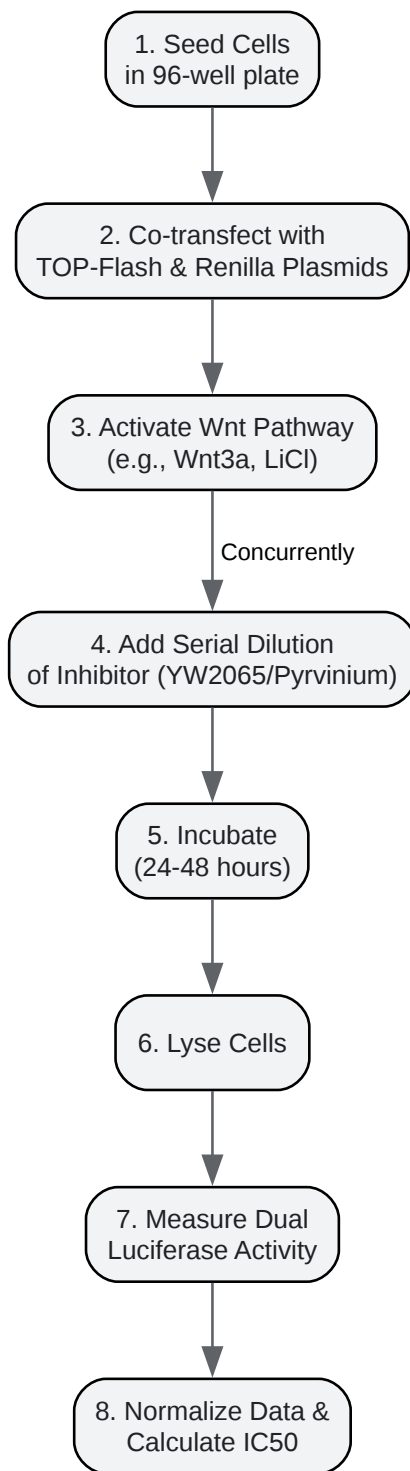 1. Seed Cells
in 96-well plate
2. Co-transfect with
TOP-Flash & Renilla Plasmids
3. Activate Wnt Pathway
(e.g., Wnt3a, LiCl)
Concurrently
4. Add Serial Dilution
of Inhibitor (YW2065/Pyrvinium)
5. Incubate
(24-48 hours)
6. Lyse Cells
7. Measure Dual
Luciferase Activity
8. Normalize Data &
Calculate IC50